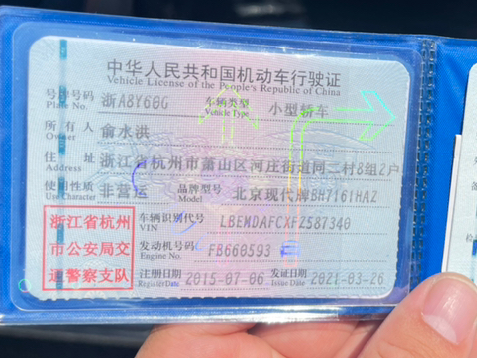 中华人民共和国机动车行驶证
Vehicle License of the People's Republic of China
号牌号码 浙A8Y60G 车辆类型 小型轿车
Plate No. Vehicle Type
所有人 俞水洪
Owner
住址 浙江省杭州市萧山区河庄街道同二村8组2户
Address
使用性质 非营运 品牌型号 北京现代牌BH7161HAZ
Use Character Model
浙江省杭州
市公安局交
通警察支队
车辆识别代号 LBEMDAFCXFZ587340
VIN
发动机号码 FB660593
Engine No.
注册日期 2015-07-06 发证日期 2021-03-26
Register Date Issue Date